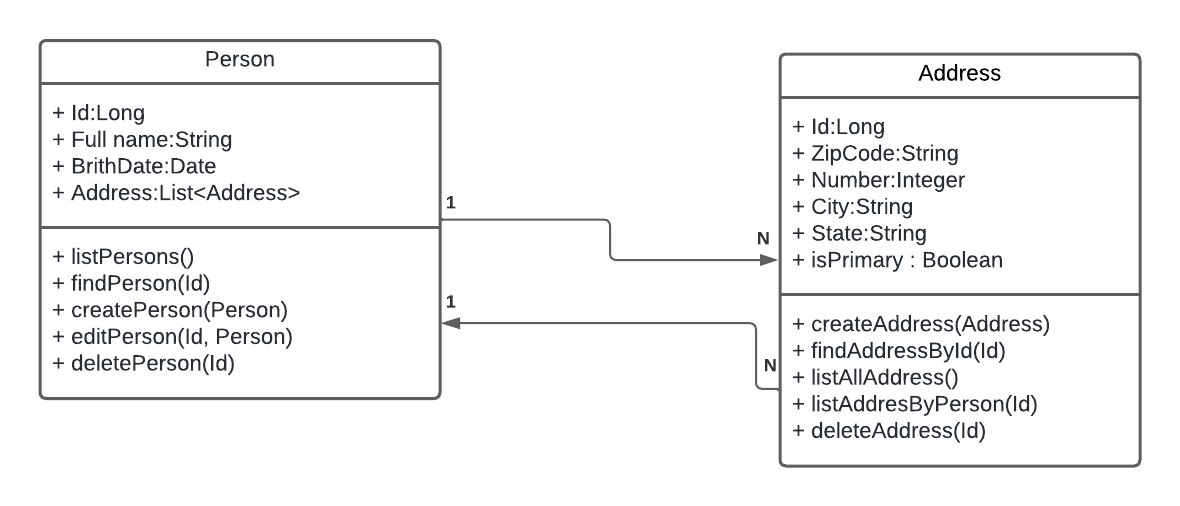 Person
+ Id:Long
+ Full name:String
+ BrithDate:Date
+ Address:List<Address>
+ listPersons()
+ findPerson(Id)
+ createPerson(Person)
+ editPerson(Id, Person)
+ deletePerson(Id)
1
N
1
N
Address
+ Id:Long
+ ZipCode:String
+ Number:Integer
+ City:String
+ State:String
+ isPrimary : Boolean
+ createAddress(Address)
+ findAddressById(Id)
+ listAllAddress()
+ listAddresByPerson(Id)
+ deleteAddress(Id)